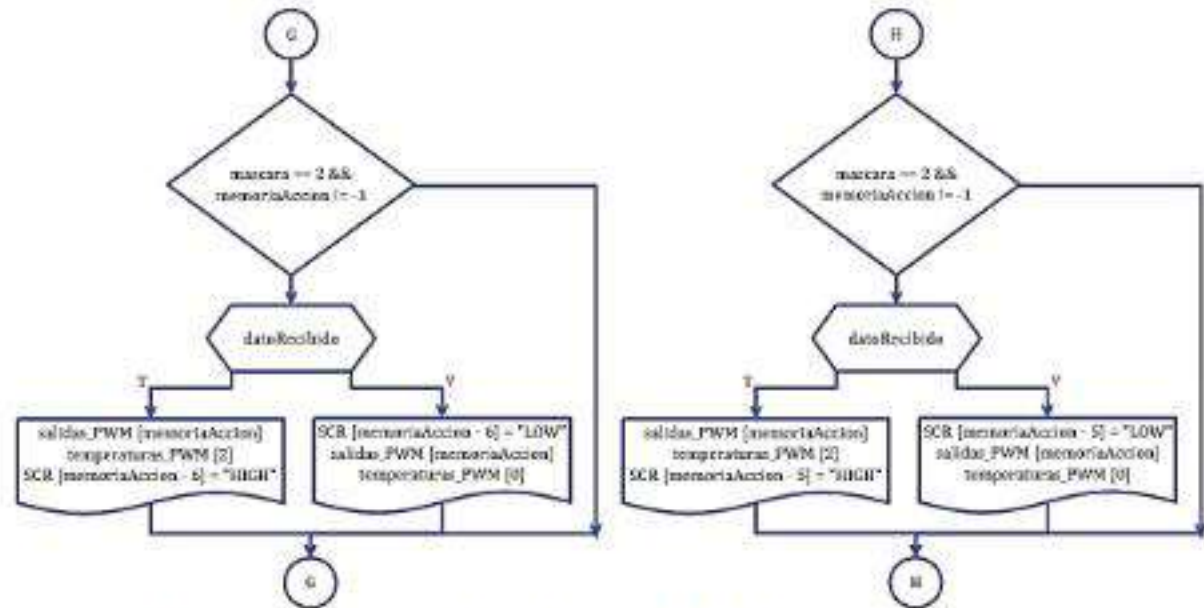 G
mascara == 2 &&
memoriaAccion != -1
datoRecibido
T
V
salidas_PWM [memoriaAccion]
temperaturas_PWM [2]
SCR [memoriaAccion - 6] = "HIGH"
SCR [memoriaAccion - 6] = "LOW"
salidas_PWM [memoriaAccion]
temperaturas_PWM [0]
G
H
mascara == 2 &&
memoriaAccion != -1
datoRecibido
T
V
salidas_PWM [memoriaAccion]
temperaturas_PWM [2]
SCR [memoriaAccion - 5] = "HIGH"
SCR [memoriaAccion - 5] = "LOW"
salidas_PWM [memoriaAccion]
temperaturas_PWM [0]
H